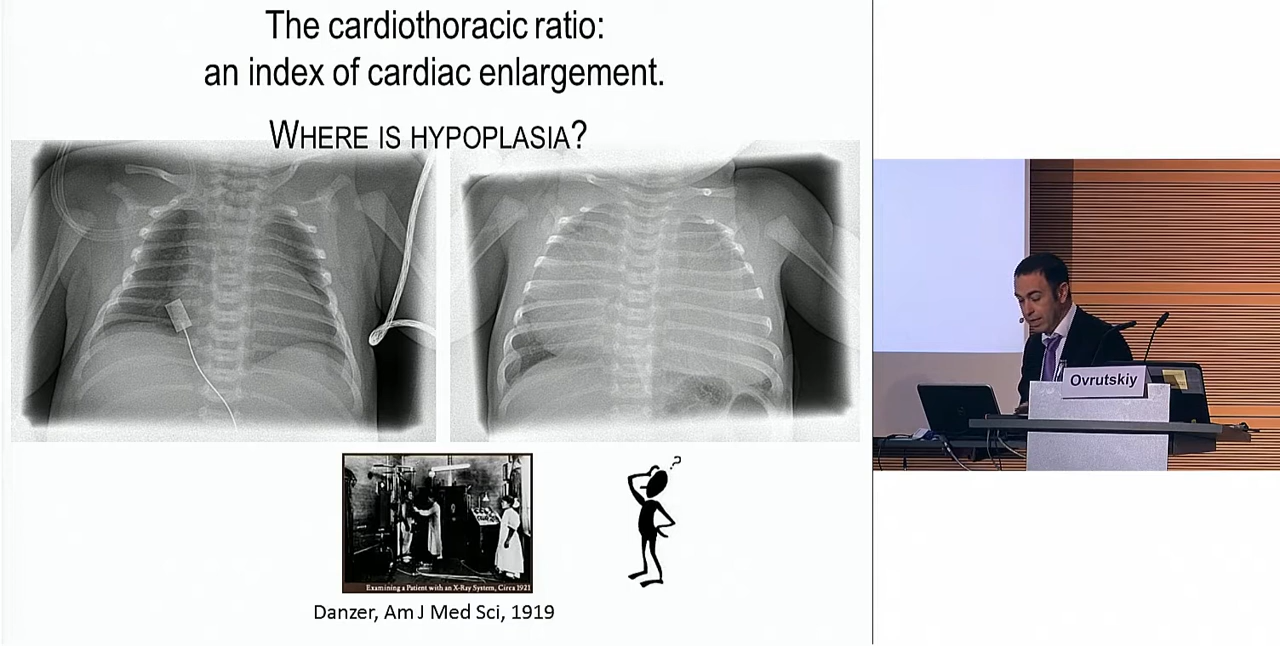 The cardiothoracic ratio:
an index of cardiac enlargement.
WHERE IS HYPOPLASIA?
?
Examining a Patient with an X-Ray System, Circa 1921
Danzer, Am J Med Sci, 1919
Ovrutskiy